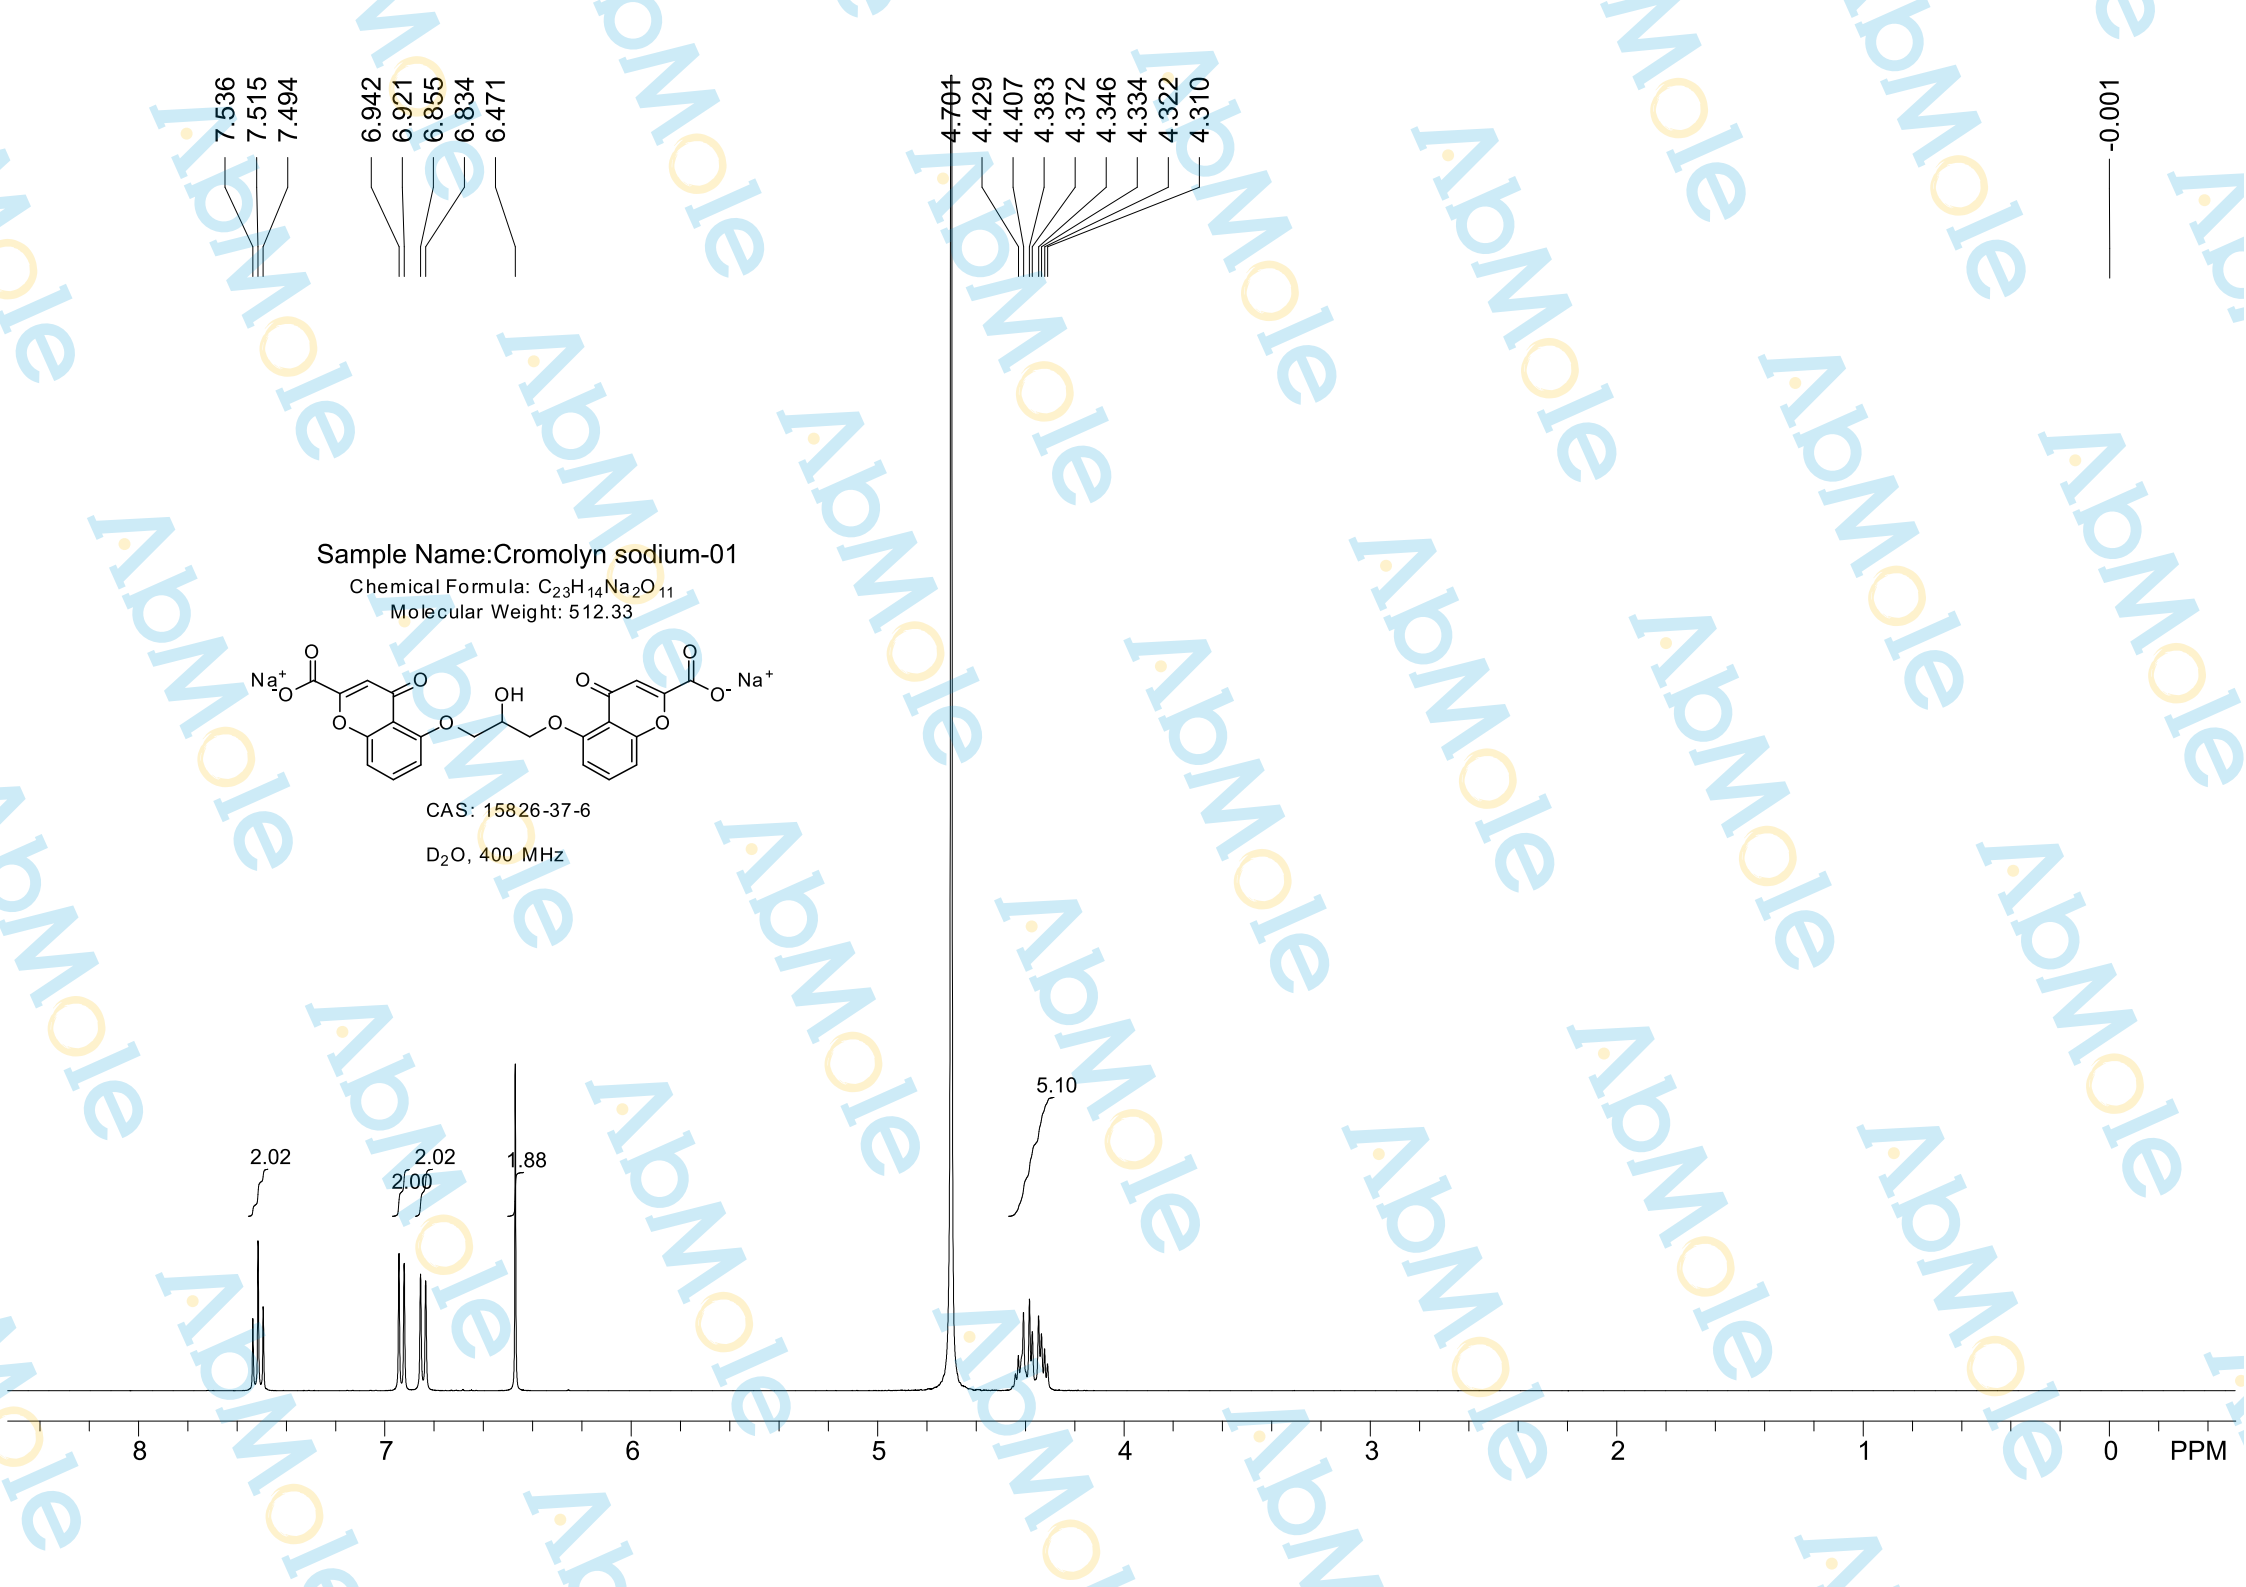 7.536
7.515
7.494
6.942
6.921
6.855
6.834
6.471
4.701
4.429
4.407
4.383
4.372
4.346
4.334
4.322
4.310
-0.001
Sample Name:Cromolyn sodium-01
Chemical Formula: C23H14Na2O11
Molecular Weight: 512.33
O
O
Na+
-O
O
OH
O
O- Na+
O
O
O
O
CAS: 15826-37-6
D2O, 400 MHz
5.10
2.02
2.02
1.88
2.00
8 7 6 5 4 3 2 1 0 PPM
AbMole